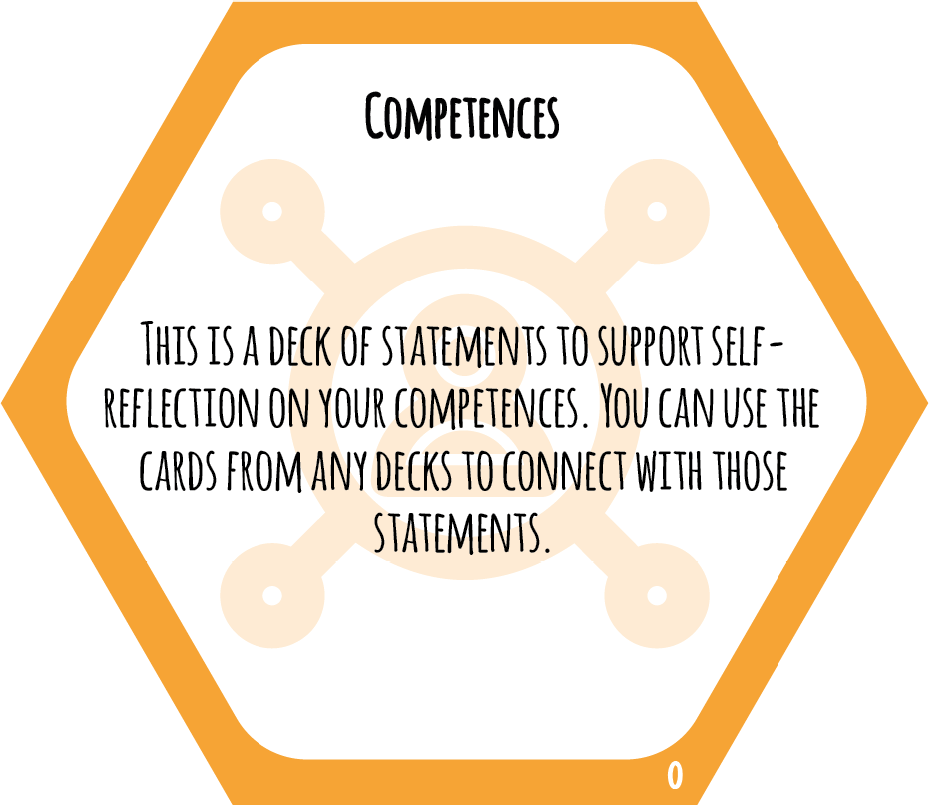 Competences
This is a deck of statements to support self-
reflection on your competences. You can use the
cards from any decks to connect with those
statements.
0